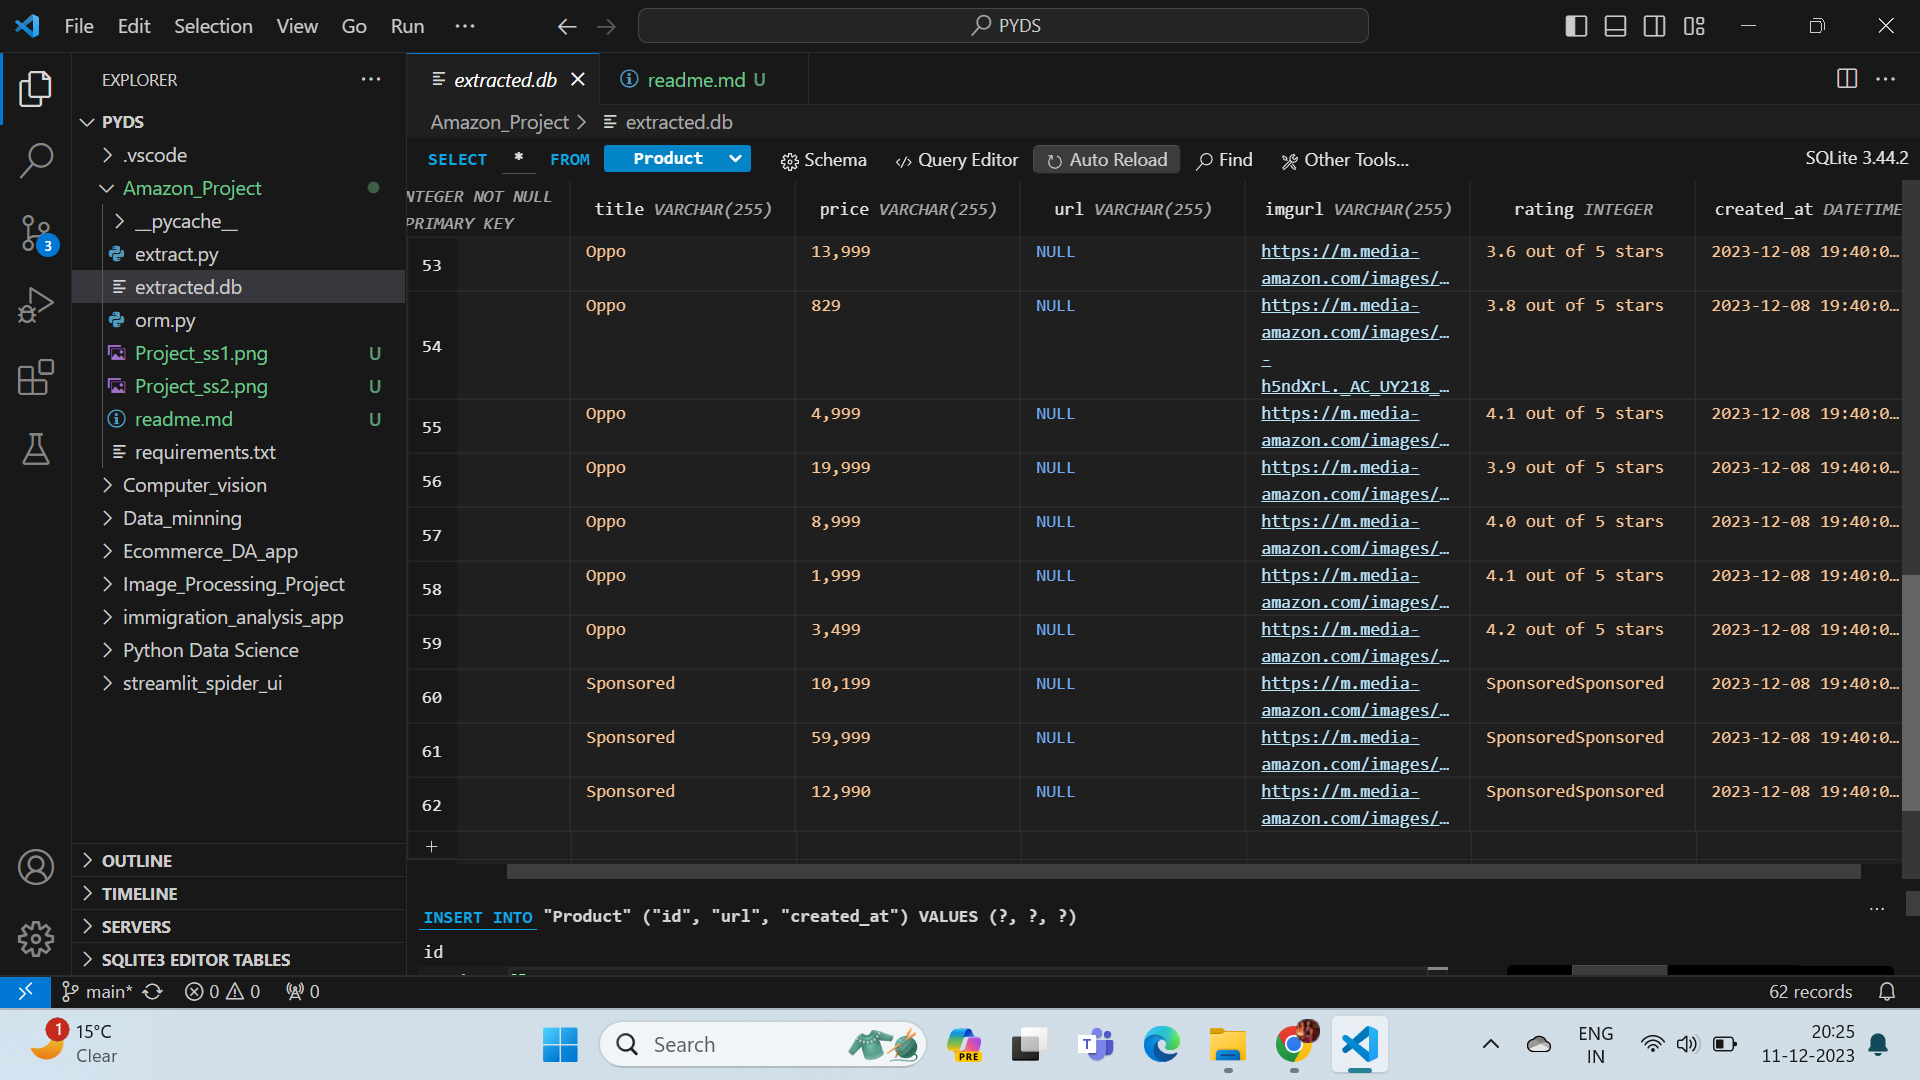 File Edit Selection View Go Run ··· PYDS
EXPLORER ···
PYDS
.vscode
Amazon_Project
__pycache__
extract.py
extracted.db
orm.py
Project_ss1.png U
Project_ss2.png U
readme.md U
requirements.txt
Computer_vision
Data_minning
Ecommerce_DA_app
Image_Processing_Project
immigration_analysis_app
Python Data Science
streamlit_spider_ui
OUTLINE
TIMELINE
SERVERS
SQLITE3 EDITOR TABLES
3
extracted.db readme.md U
Amazon_Project > extracted.db
SELECT * FROM Product Schema Query Editor Auto Reload Find Other Tools... SQLite 3.44.2
NTEGER NOT NULL
PRIMARY KEY
title VARCHAR(255) price VARCHAR(255) url VARCHAR(255) imgurl VARCHAR(255) rating INTEGER created_at DATETIME
53 Oppo 13,999 NULL https://m.media-
amazon.com/images/… 3.6 out of 5 stars 2023-12-08 19:40:0…
54 Oppo 829 NULL https://m.media-
amazon.com/images/…
-
h5ndXrL._AC_UY218_… 3.8 out of 5 stars 2023-12-08 19:40:0…
55 Oppo 4,999 NULL https://m.media-
amazon.com/images/… 4.1 out of 5 stars 2023-12-08 19:40:0…
56 Oppo 19,999 NULL https://m.media-
amazon.com/images/… 3.9 out of 5 stars 2023-12-08 19:40:0…
57 Oppo 8,999 NULL https://m.media-
amazon.com/images/… 4.0 out of 5 stars 2023-12-08 19:40:0…
58 Oppo 1,999 NULL https://m.media-
amazon.com/images/… 4.1 out of 5 stars 2023-12-08 19:40:0…
59 Oppo 3,499 NULL https://m.media-
amazon.com/images/… 4.2 out of 5 stars 2023-12-08 19:40:0…
60 Sponsored 10,199 NULL https://m.media-
amazon.com/images/… SponsoredSponsored 2023-12-08 19:40:0…
61 Sponsored 59,999 NULL https://m.media-
amazon.com/images/… SponsoredSponsored 2023-12-08 19:40:0…
62 Sponsored 12,990 NULL https://m.media-
amazon.com/images/… SponsoredSponsored 2023-12-08 19:40:0…
+
INSERT INTO "Product" ("id", "url", "created_at") VALUES (?, ?, ?) ···
id
main* 0 0 0 62 records
1 15°C
Clear
Search
PRE
T
ENG
IN
20:25
11-12-2023